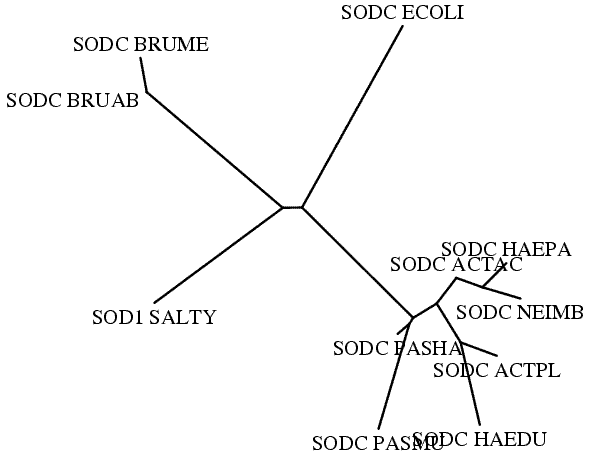 SODC ECOLI
SODC BRUME
SODC BRUAB
SODC HAEPA
SODC ACTAC
SODC NEIMB
SOD1 SALTY
SODC PASHA
SODC ACTPL
SODC PASMU
SODC HAEDU